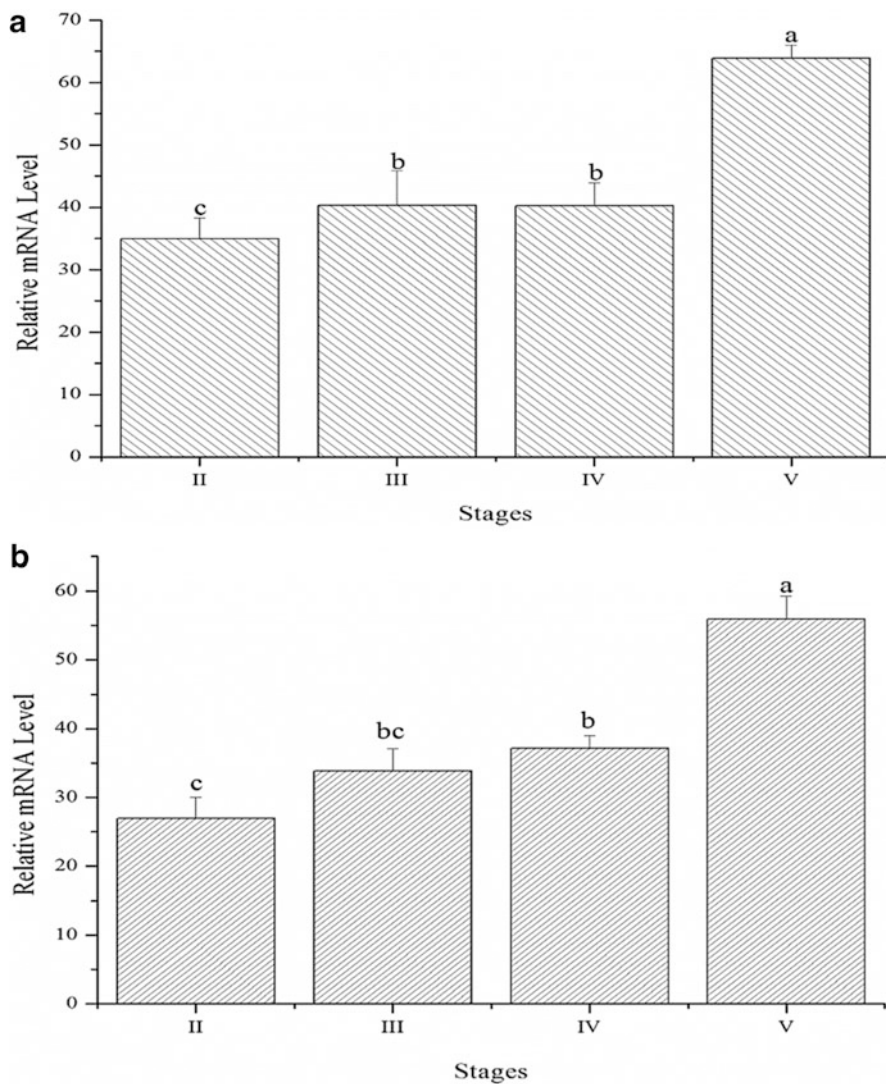 a
70
60
50
40
30
20
10
0
Relative mRNA Level
c
b
b
a
II III IV V
Stages
b
60
50
40
30
20
10
0
Relative mRNA Level
c
bc
b
a
II III IV V
Stages